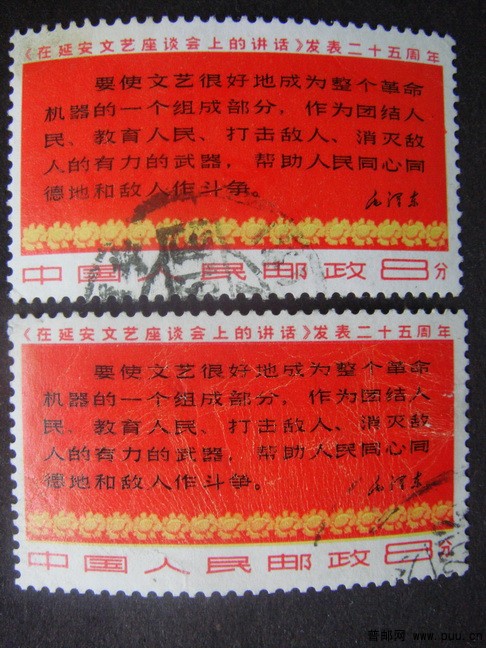 《在延安文艺座谈会上的讲话》发表二十五周年
要使文艺很好地成为整个革命
机器的一个组成部分，作为团结人
民、教育人民、打击敌人、消灭敌
人的有力的武器，帮助人民同心同
德地和敌人作斗争。
毛泽东
中国人民邮政8分
《在延安文艺座谈会上的讲话》发表二十五周年
要使文艺很好地成为整个革命
机器的一个组成部分，作为团结人
民、教育人民、打击敌人、消灭敌
人的有力的武器，帮助人民同心同
德地和敌人作斗争。
毛泽东
中国人民邮政8分
普邮网 www.puu.cn